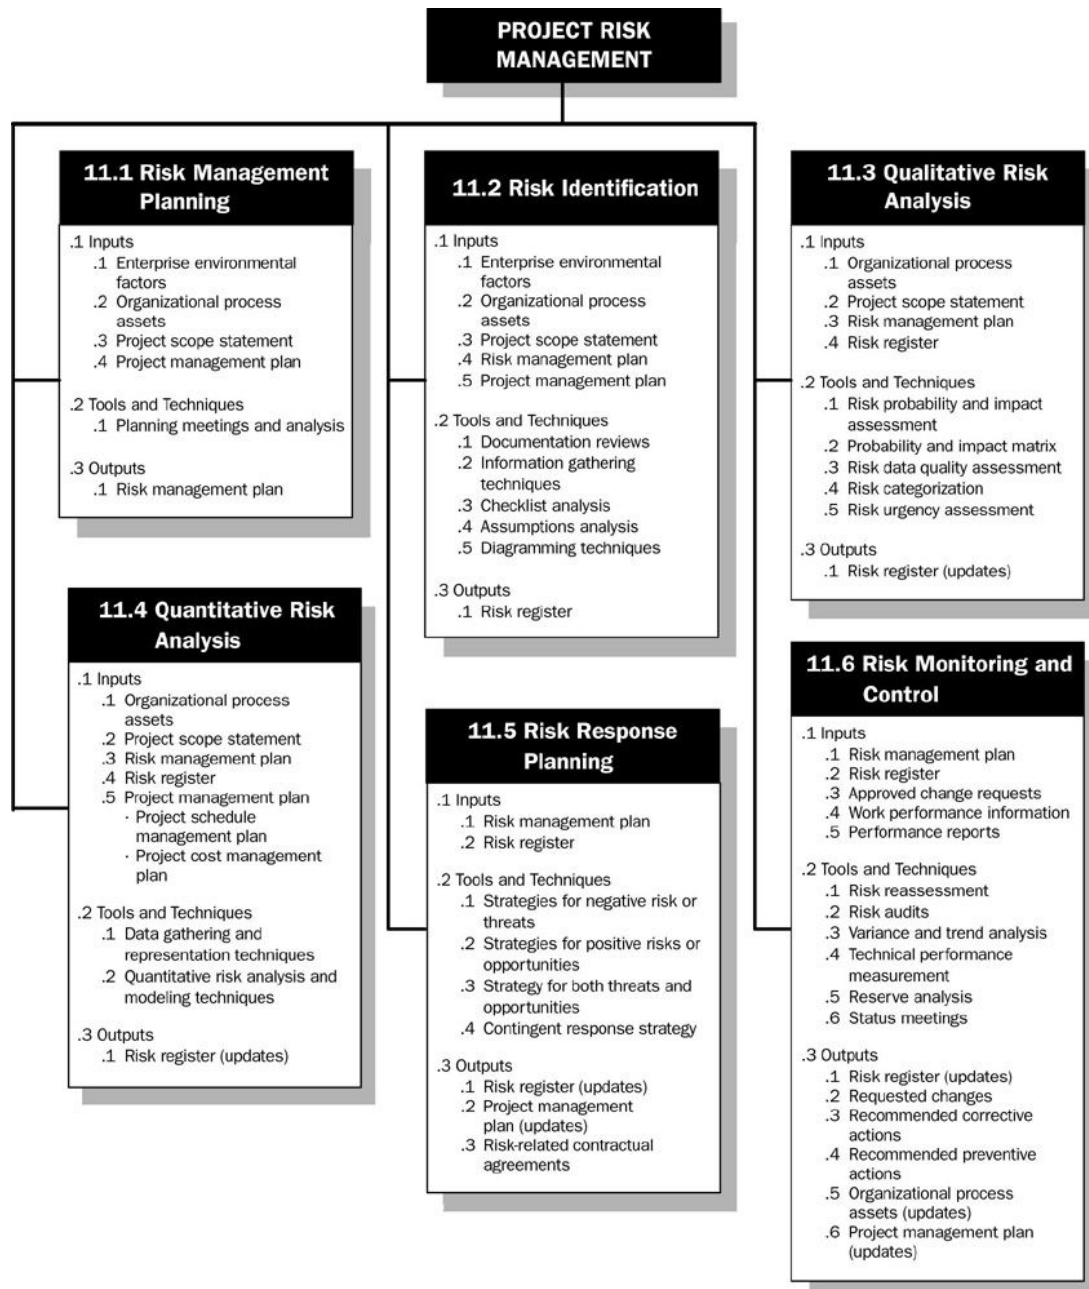 PROJECT RISK
MANAGEMENT
11.1 Risk Management
Planning
.1 Inputs
.1 Enterprise environmental
factors
.2 Organizational process
assets
.3 Project scope statement
.4 Project management plan
.2 Tools and Techniques
.1 Planning meetings and analysis
.3 Outputs
.1 Risk management plan
11.2 Risk Identification
.1 Inputs
.1 Enterprise environmental
factors
.2 Organizational process
assets
.3 Project scope statement
.4 Risk management plan
.5 Project management plan
.2 Tools and Techniques
.1 Documentation reviews
.2 Information gathering
techniques
.3 Checklist analysis
.4 Assumptions analysis
.5 Diagramming techniques
.3 Outputs
.1 Risk register
11.3 Qualitative Risk
Analysis
.1 Inputs
.1 Organizational process
assets
.2 Project scope statement
.3 Risk management plan
.4 Risk register
.2 Tools and Techniques
.1 Risk probability and impact
assessment
.2 Probability and impact matrix
.3 Risk data quality assessment
.4 Risk categorization
.5 Risk urgency assessment
.3 Outputs
.1 Risk register (updates)
11.4 Quantitative Risk
Analysis
.1 Inputs
.1 Organizational process
assets
.2 Project scope statement
.3 Risk management plan
.4 Risk register
.5 Project management plan
· Project schedule
management plan
· Project cost management
plan
.2 Tools and Techniques
.1 Data gathering and
representation techniques
.2 Quantitative risk analysis and
modeling techniques
.3 Outputs
.1 Risk register (updates)
11.5 Risk Response
Planning
.1 Inputs
.1 Risk management plan
.2 Risk register
.2 Tools and Techniques
.1 Strategies for negative risk or
threats
.2 Strategies for positive risks or
opportunities
.3 Strategy for both threats and
opportunities
.4 Contingent response strategy
.3 Outputs
.1 Risk register (updates)
.2 Project management
plan (updates)
.3 Risk-related contractual
agreements
11.6 Risk Monitoring and
Control
.1 Inputs
.1 Risk management plan
.2 Risk register
.3 Approved change requests
.4 Work performance information
.5 Performance reports
.2 Tools and Techniques
.1 Risk reassessment
.2 Risk audits
.3 Variance and trend analysis
.4 Technical performance
measurement
.5 Reserve analysis
.6 Status meetings
.3 Outputs
.1 Risk register (updates)
.2 Requested changes
.3 Recommended corrective
actions
.4 Recommended preventive
actions
.5 Organizational process
assets (updates)
.6 Project management plan
(updates)